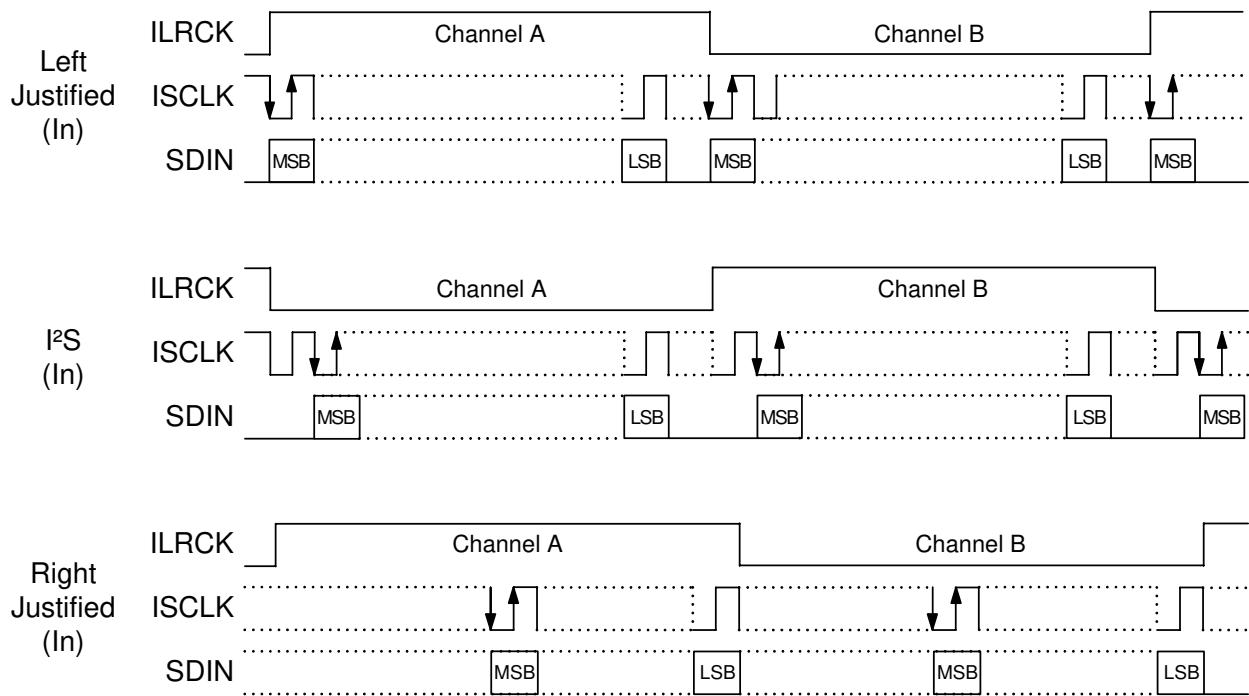 Left
Justified
(In)
ILRCK
Channel A
Channel B
ISCLK
SDIN
MSB
LSB
MSB
LSB
MSB
I²S
(In)
ILRCK
Channel A
Channel B
ISCLK
SDIN
MSB
LSB
MSB
LSB
MSB
Right
Justified
(In)
ILRCK
Channel A
Channel B
ISCLK
SDIN
MSB
LSB
MSB
LSB